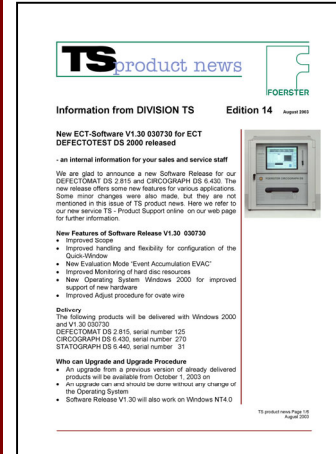 TS product news
FOERSTER
Information from DIVISION TS Edition 14 August 2003
New ECT-Software V1.30 030730 for ECT
DEFECTOTEST DS 2000 released
- an internal information for your sales and service staff
We are glad to announce a new Software Release for our
DEFECTOMAT DS 2.815 and CIRCOGRAPH DS 6.430. The
new release offers some new features for various applications.
Some minor changes were also made, but they are not
mentioned in this issue of TS product news. Here we refer to
our new service TS - Product Support online on our web page
for further information.
New Features of Software Release V1.30 030730
• Improved Scope
• Improved handling and flexibility for configuration of the
Quick-Window
• New Evaluation Mode "Event Accumulation EVAC"
• Improved Monitoring of hard disc resources
• New Operating System Windows 2000 for improved
support of new hardware
• Improved Adjust procedure for ovate wire
Delivery
The following products will be delivered with Windows 2000
and V1.30 030730
DEFECTOMAT DS 2.815, serial number 125
CIRCOGRAPH DS 6.430, serial number 270
STATOGRAPH DS 6.440, serial number 31
Who can Upgrade and Upgrade Procedure
• An upgrade from a previous version of already delivered
products will be available from October 1, 2003 on
• An upgrade can and should be done without any change of
the Operating System
• Software Release V1.30 will also work on Windows NT4.0
TS product news Page 1/8
August 2003